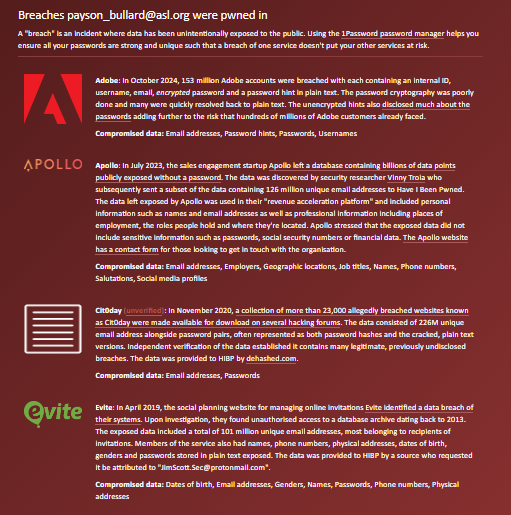 Breaches payson_bullard@asl.org were pwned in
A "breach" is an incident where data has been unintentionally exposed to the public. Using the 1Password password manager helps you
ensure all your passwords are strong and unique such that a breach of one service doesn't put your other services at risk.
Adobe: In October 2024, 153 million Adobe accounts were breached with each containing an internal ID,
username, email, encrypted password and a password hint in plain text. The password cryptography was poorly
done and many were quickly resolved back to plain text. The unencrypted hints also disclosed much about the
passwords adding further to the risk that hundreds of millions of Adobe customers already faced.
Compromised data: Email addresses, Password hints, Passwords, Usernames
APOLLO
Apollo: In July 2023, the sales engagement startup Apollo left a database containing billions of data points
publicly exposed without a password. The data was discovered by security researcher Vinny Troia who
subsequently sent a subset of the data containing 126 million unique email addresses to Have I Been Pwned.
The data left exposed by Apollo was used in their "revenue acceleration platform" and included personal
information such as names and email addresses as well as professional information including places of
employment, the roles people hold and where they're located. Apollo stressed that the exposed data did not
include sensitive information such as passwords, social security numbers or financial data. The Apollo website
has a contact form for those looking to get in touch with the organisation.
Compromised data: Email addresses, Employers, Geographic locations, Job titles, Names, Phone numbers,
Salutations, Social media profiles
Cit0day (unverified): In November 2020, a collection of more than 23,000 allegedly breached websites known
as Cit0day were made available for download on several hacking forums. The data consisted of 226M unique
email address alongside password pairs, often represented as both password hashes and the cracked, plain text
versions. Independent verification of the data established it contains many legitimate, previously undisclosed
breaches. The data was provided to HIBP by dehashed.com.
Compromised data: Email addresses, Passwords
evite
Evite: In April 2019, the social planning website for managing online invitations Evite identified a data breach of
their systems. Upon investigation, they found unauthorised access to a database archive dating back to 2013.
The exposed data included a total of 101 million unique email addresses, most belonging to recipients of
invitations. Members of the service also had names, phone numbers, physical addresses, dates of birth,
genders and passwords stored in plain text exposed. The data was provided to HIBP by a source who requested
it be attributed to "JimScott.Sec@protonmail.com".
Compromised data: Dates of birth, Email addresses, Genders, Names, Passwords, Phone numbers, Physical
addresses